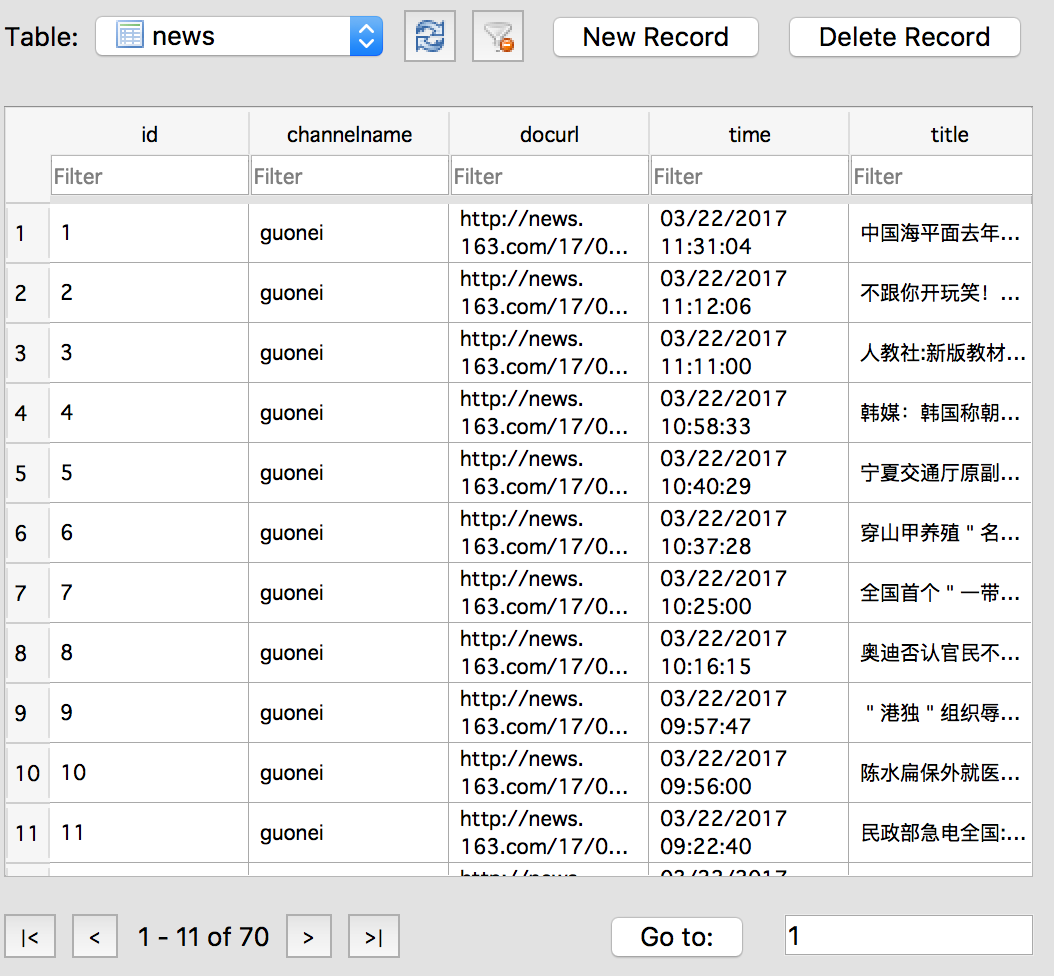 Table: news New Record Delete Record
id channelname docurl time title
Filter Filter Filter Filter Filter
1 1 guonei http://news. 03/22/2017 中国海平面去年...
163.com/17/0... 11:31:04
2 2 guonei http://news. 03/22/2017 不跟你开玩笑！...
163.com/17/0... 11:12:06
3 3 guonei http://news. 03/22/2017 人教社:新版教材...
163.com/17/0... 11:11:00
4 4 guonei http://news. 03/22/2017 韩媒：韩国称朝...
163.com/17/0... 10:58:33
5 5 guonei http://news. 03/22/2017 宁夏交通厅原副...
163.com/17/0... 10:40:29
6 6 guonei http://news. 03/22/2017 穿山甲养殖＂名...
163.com/17/0... 10:37:28
7 7 guonei http://news. 03/22/2017 全国首个＂一带...
163.com/17/0... 10:25:00
8 8 guonei http://news. 03/22/2017 奥迪否认官民不...
163.com/17/0... 10:16:15
9 9 guonei http://news. 03/22/2017 ＂港独＂组织辱...
163.com/17/0... 09:57:47
10 10 guonei http://news. 03/22/2017 陈水扁保外就医...
163.com/17/0... 09:56:00
11 11 guonei http://news. 03/22/2017 民政部急电全国:...
163.com/17/0... 09:22:40
|< < 1 - 11 of 70 > >| Go to: 1